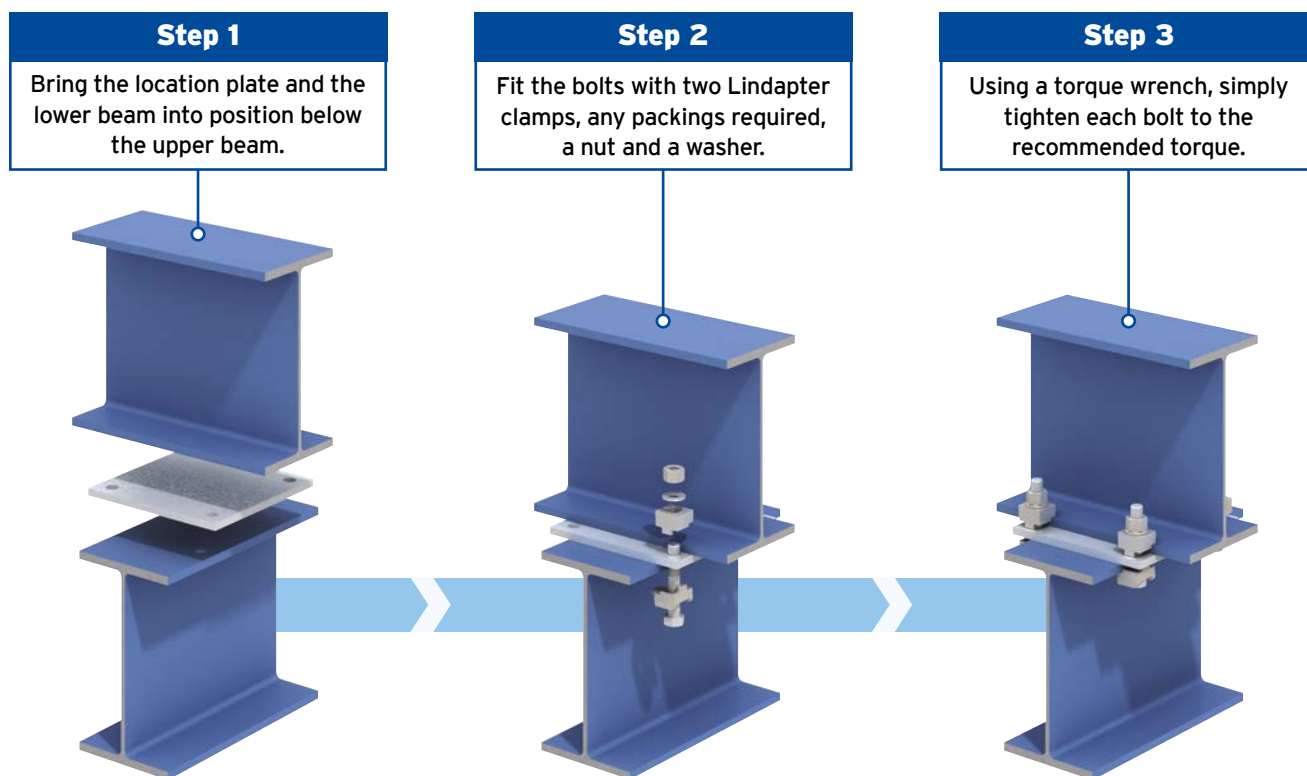 Step 1
Bring the location plate and the
lower beam into position below
the upper beam.
Step 2
Fit the bolts with two Lindapter
clamps, any packings required,
a nut and a washer.
Step 3
Using a torque wrench, simply
tighten each bolt to the
recommended torque.